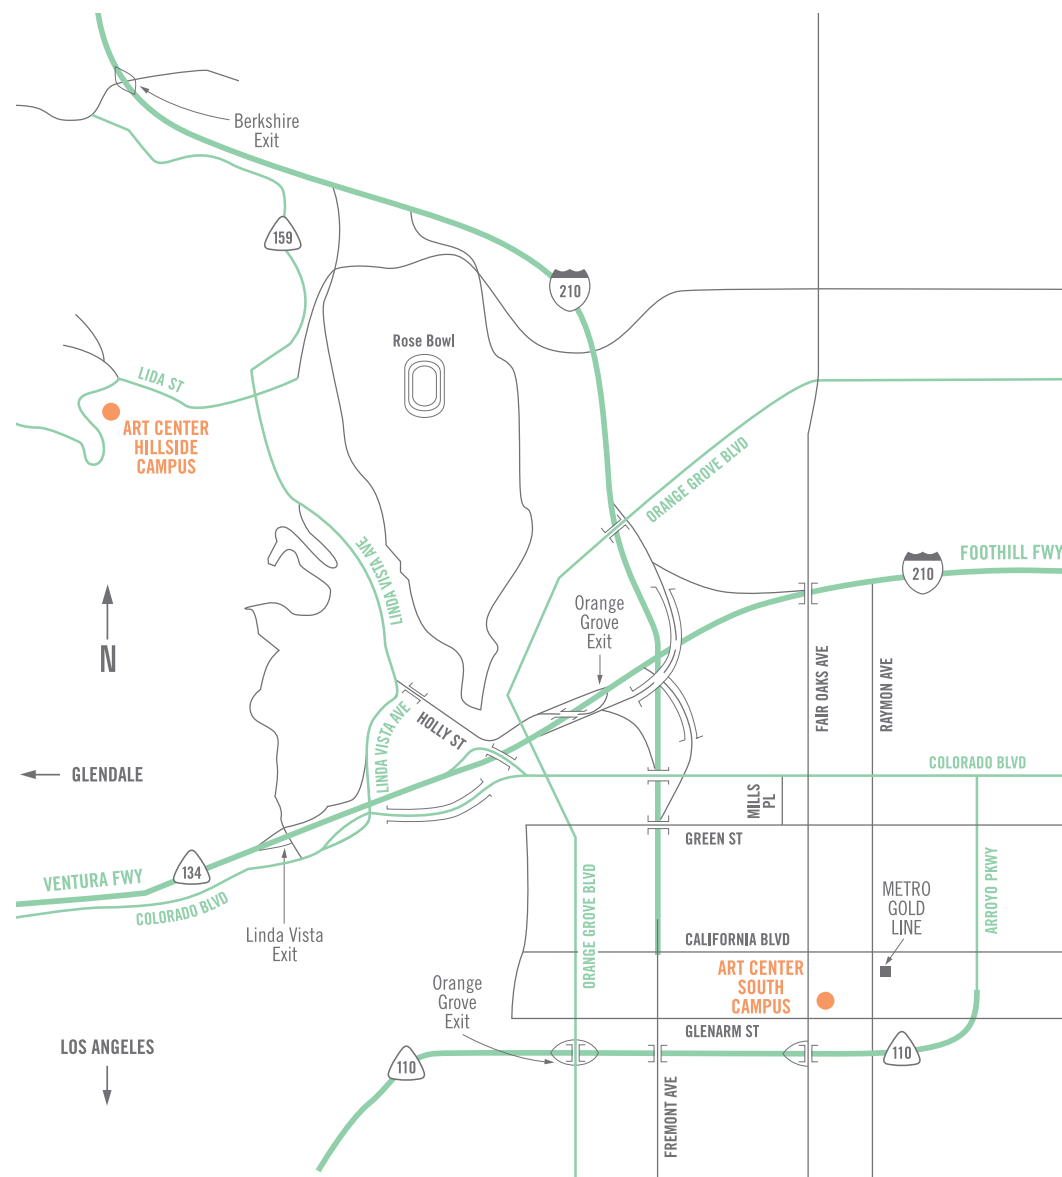 Berkshire
Exit
159
210
Rose Bowl
LIDA ST
ART CENTER
HILLSIDE
CAMPUS
ORANGE GROVE BLVD
LINDA VISTA AVE
FOOTHILL FWY
210
Orange
Grove
Exit
N
FAIR OAKS AVE
RAYMON AVE
HOLLY ST
LINDA VISTA AVE
GLENDALE
COLORADO BLVD
MILLS
PL
GREEN ST
134
VENTURA FWY
COLORADO BLVD
ORANGE GROVE BLVD
ARROYO PKWY
METRO
GOLD
LINE
Linda Vista
Exit
CALIFORNIA BLVD
ART CENTER
SOUTH
CAMPUS
Orange
Grove
Exit
GLENARM ST
LOS ANGELES
110
110
FREMONT AVE